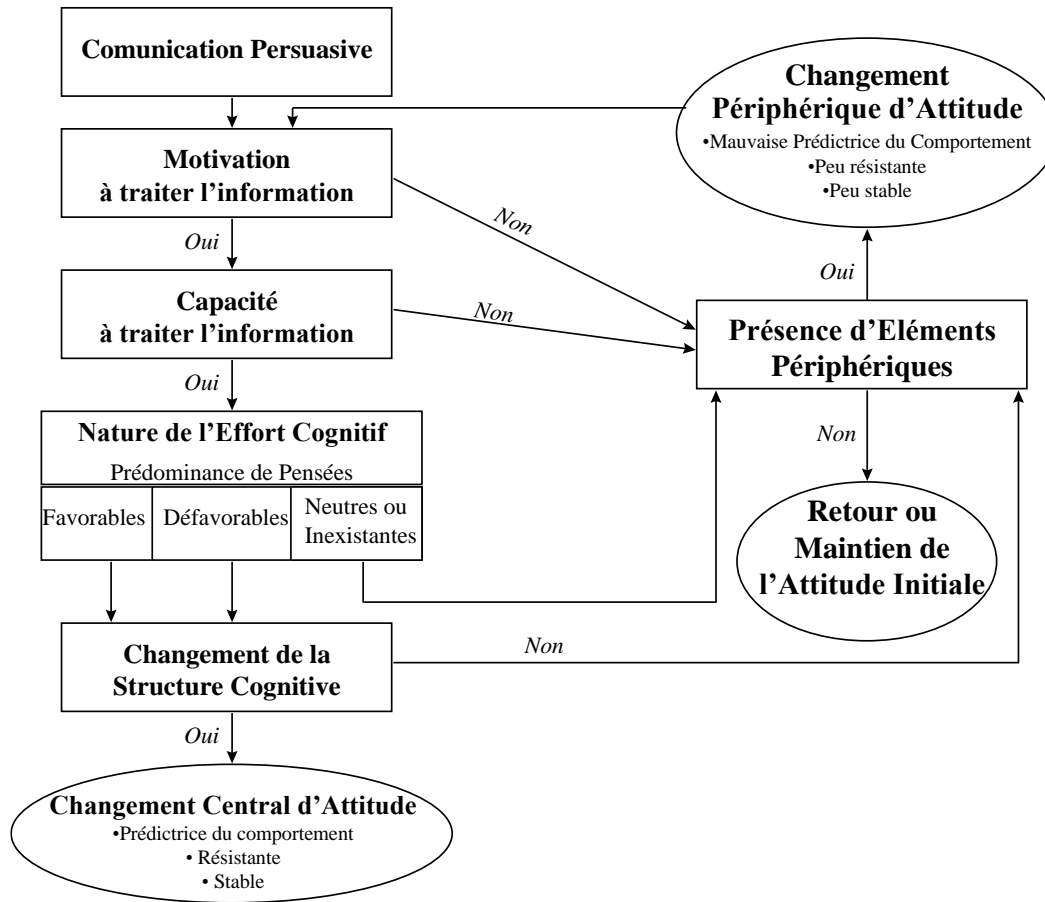 Comunication Persuasive
Motivation
à traiter l’information
Oui
Capacité
à traiter l’information
Oui
Nature de l’Effort Cognitif
Prédominance de Pensées
Favorables
Défavorables
Neutres ou
Inexistantes
Changement de la
Structure Cognitive
Oui
Changement Central d’Attitude
•Prédictrice du comportement
• Résistante
• Stable
Non
Non
Non
Changement
Périphérique d’Attitude
•Mauvaise Prédictrice du Comportement
•Peu résistante
•Peu stable
Oui
Présence d’Eléments
Périphériques
Non
Retour ou
Maintien de
l’Attitude Initiale